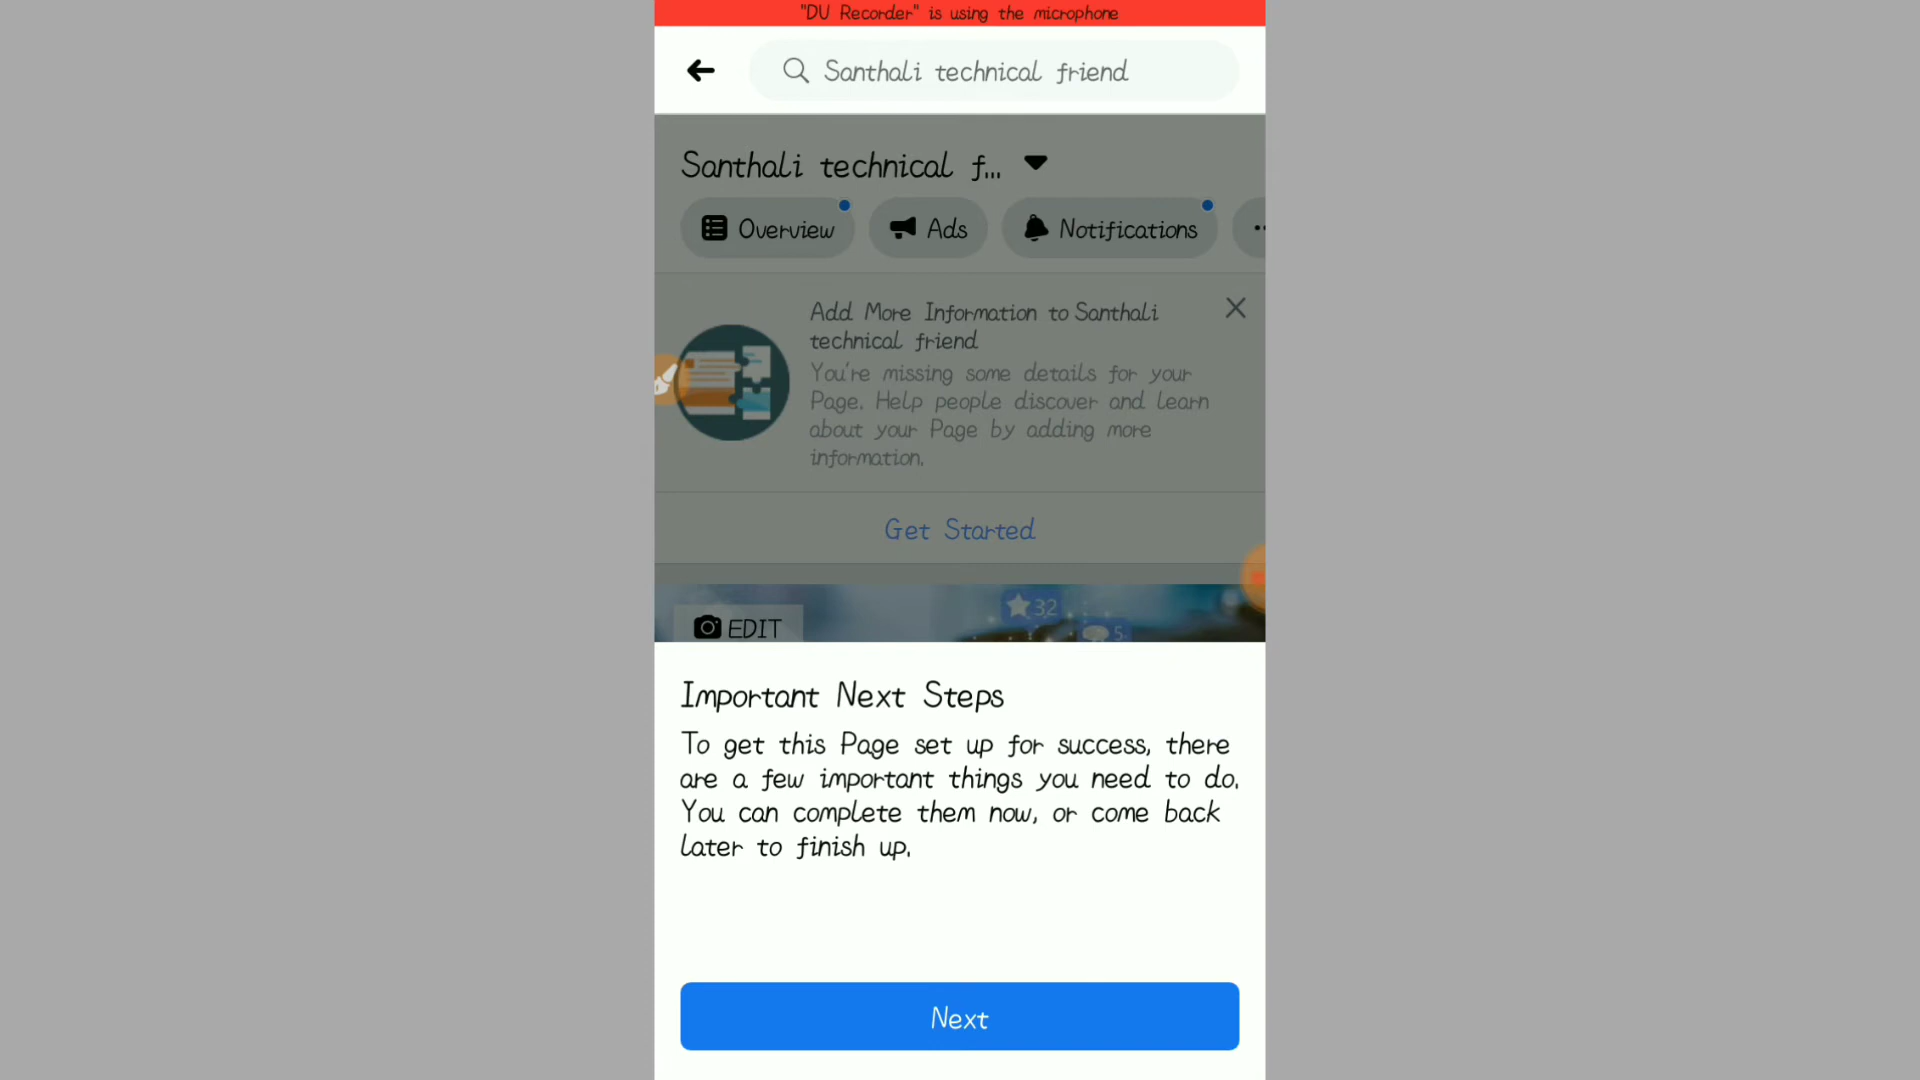 "DU Recorder" is using the microphone
Santhali technical friend
Santhali technical f...
Overview
Ads
Notifications
Add More Information to Santhali
technical friend
You're missing some details for your
Page. Help people discover and learn
about your Page by adding more
information.
Get Started
32
EDIT
5
Important Next Steps
To get this Page set up for success, there
are a few important things you need to do.
You can complete them now, or come back
later to finish up.
Next